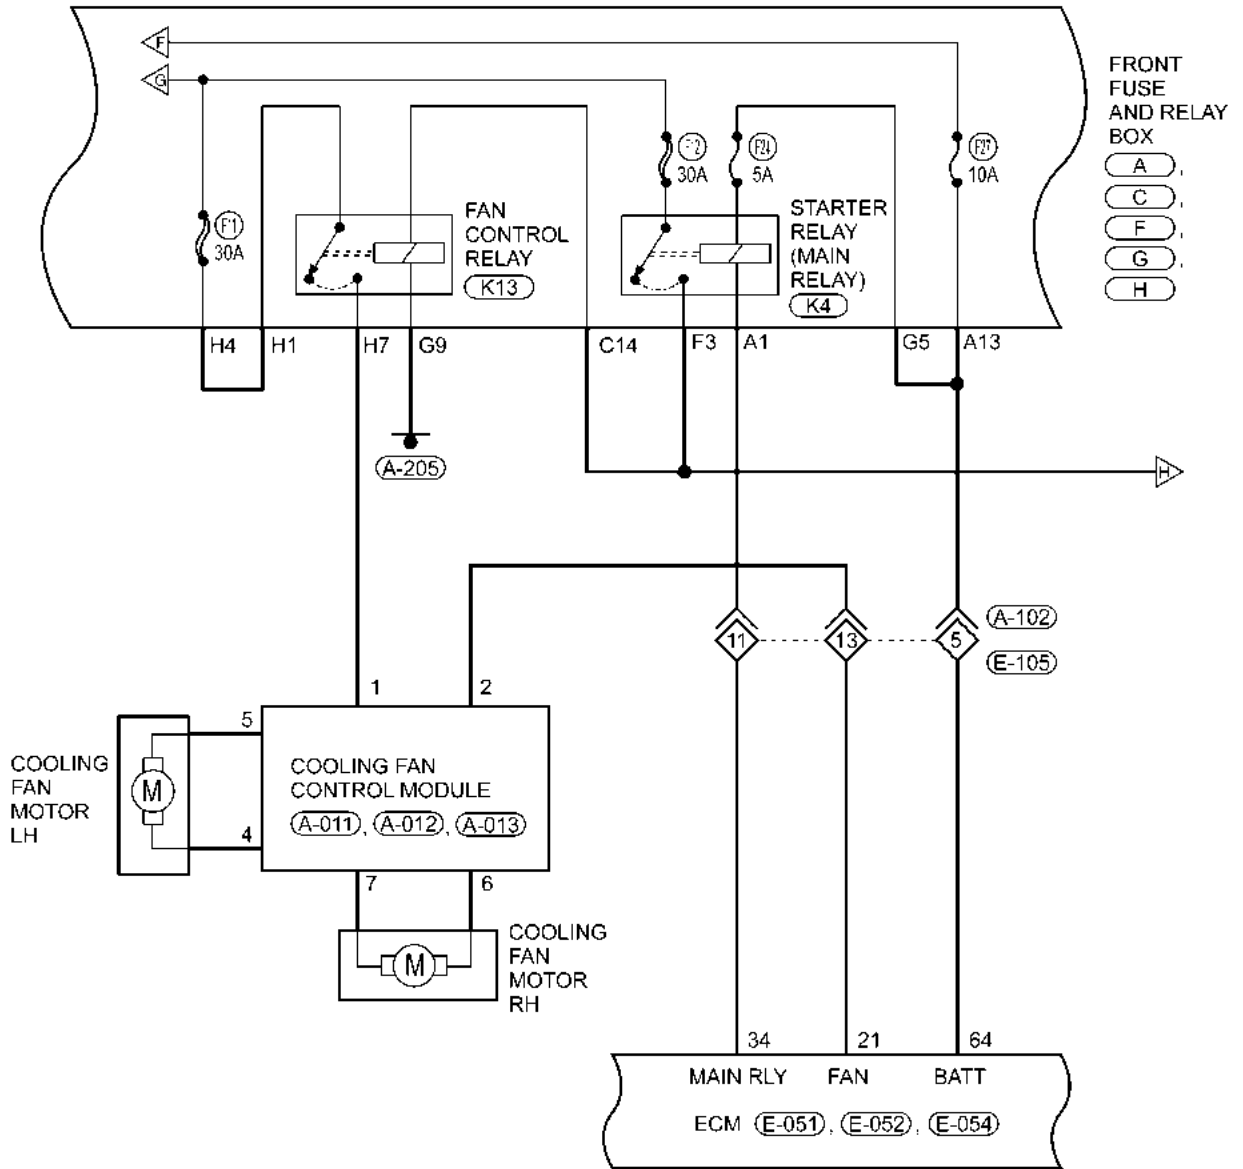 F
G
FRONT
FUSE
AND RELAY
BOX
A,
C,
F,
G,
H
F12
30A
F24
5A
F27
10A
F11
30A
FAN
CONTROL
RELAY
K13
STARTER
RELAY
(MAIN
RELAY)
K4
H4 H1 H7 G9 C14 F3 A1 G5 A13
A-205
H
11 13 5
A-102
E-105
1 2
5
4
COOLING
FAN
MOTOR
LH
M
COOLING FAN
CONTROL MODULE
A-011, A-012, A-013
7 6
M
COOLING
FAN
MOTOR
RH
34 21 64
MAIN RLY FAN BATT
ECM E-051, E-052, E-054